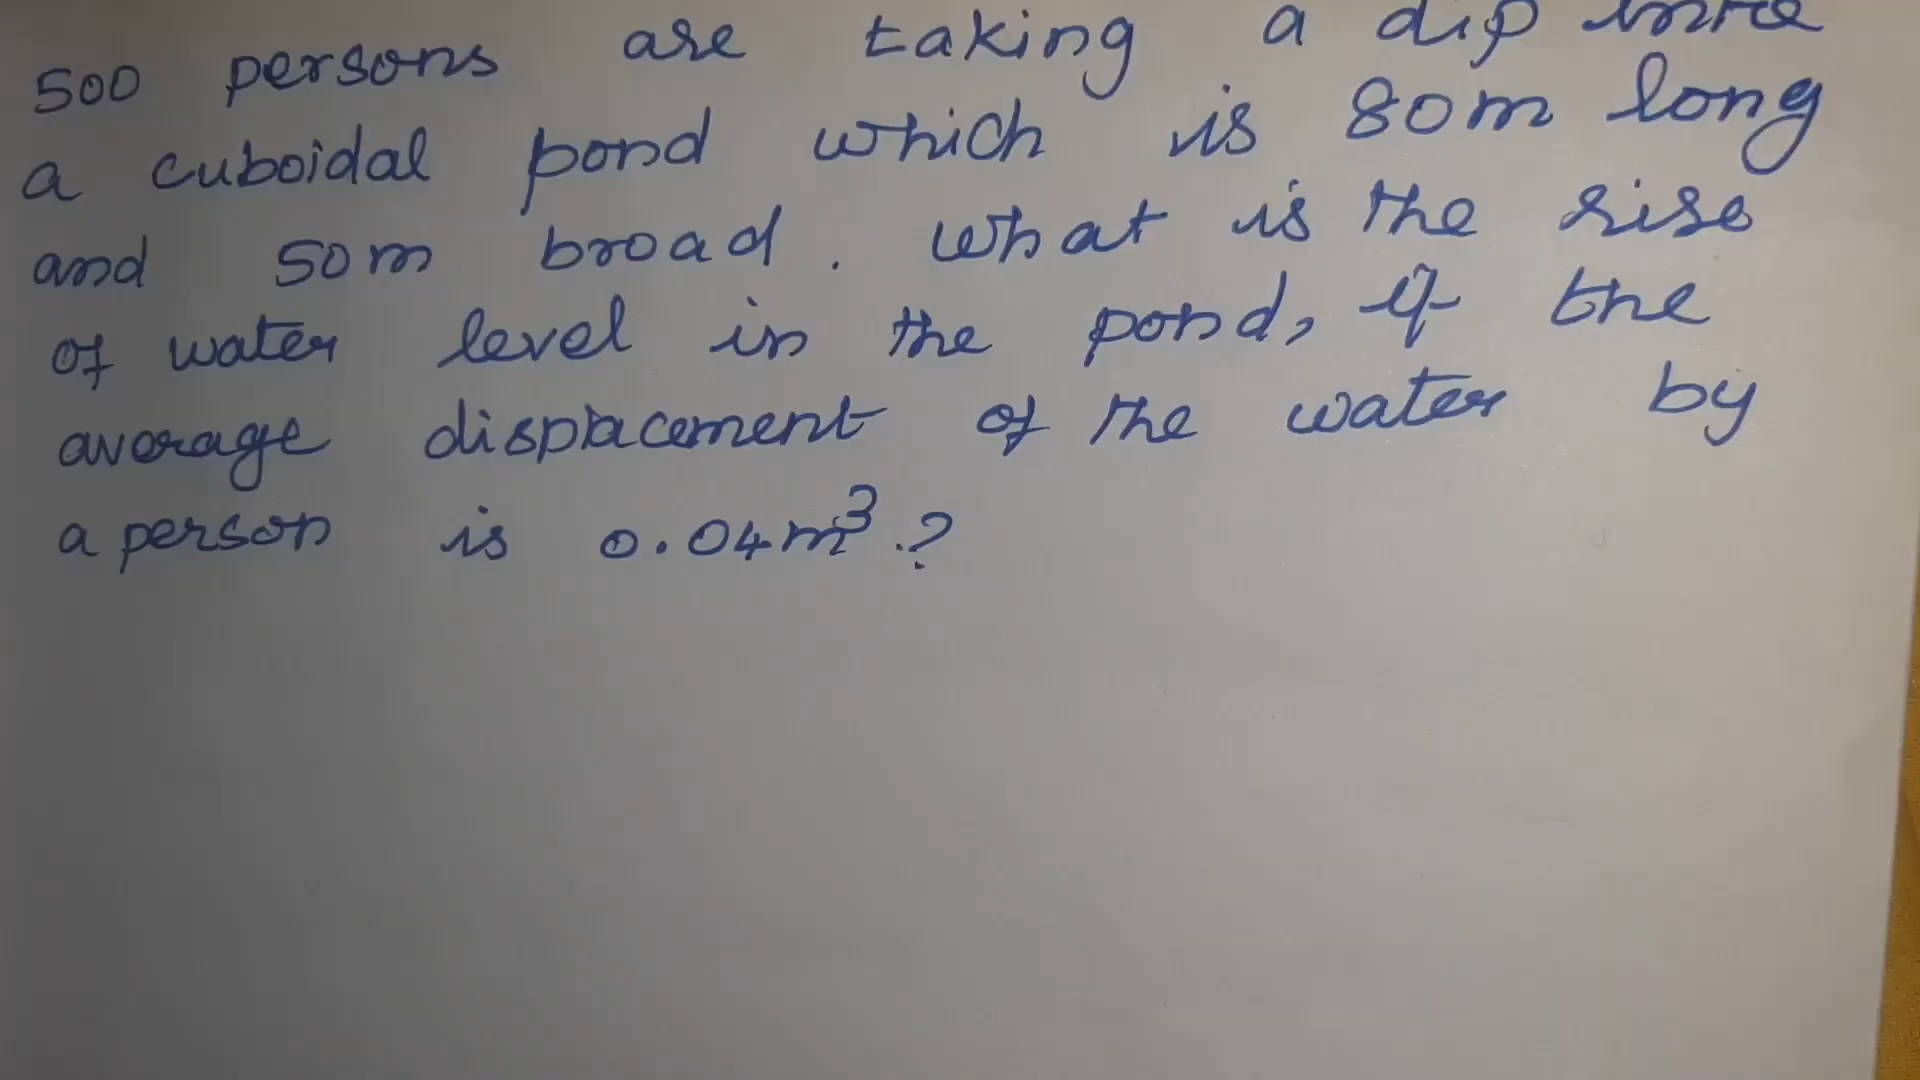 500 persons are taking a dip into
a cuboidal pond which is 80m long
and 50m broad. What is the rise
of water level in the pond, if the
average displacement of the water by
a person is 0.04m³?